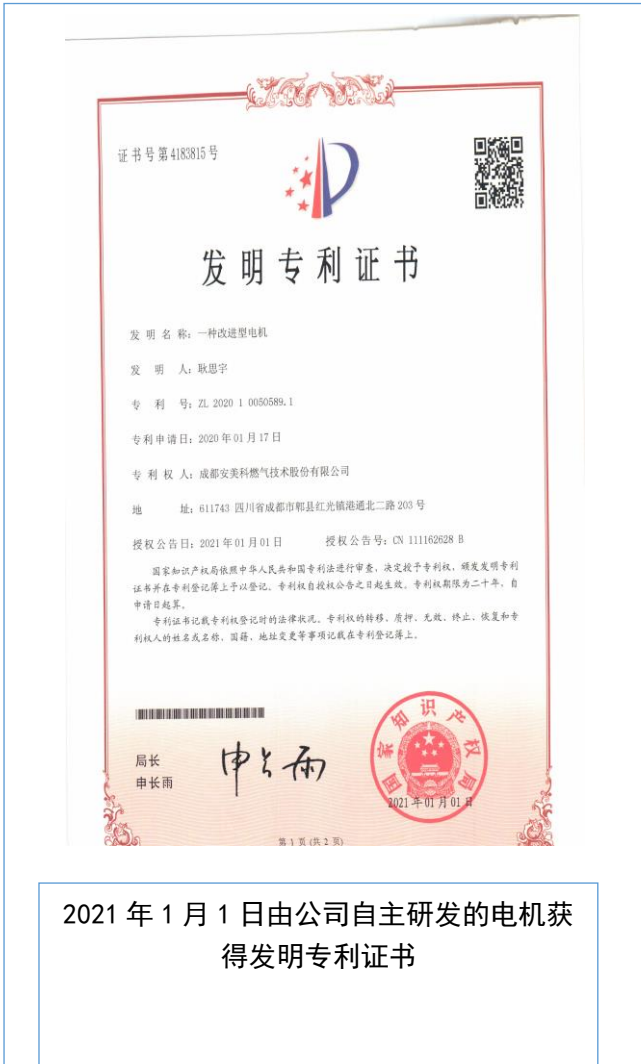 证书号第4183815号
发明专利证书
发 明 名 称：一种改进型电机
发 明 人：耿思宇
专 利 号：ZL 2020 1 0050589.1
专利申请日：2020年01月17日
专 利 权 人：成都安美科燃气技术股份有限公司
地 址：611743 四川省成都市郫县红光镇港通北二路203号
授权公告日：2021年01月01日 授权公告号：CN 111162628 B
国家知识产权局依照中华人民共和国专利法进行审查，决定授予专利权，颁发发明专利
证书并在专利登记簿上予以登记。专利权自授权公告之日起生效。专利权期限为二十年，自
申请日起算。
专利证书记载专利权登记时的法律状况。专利权的转移、质押、无效、终止、恢复和专
利权人的姓名或名称、国籍、地址变更等事项记载在专利登记簿上。
局长
申长雨
申长雨
国家知识产权局
2021年01月01日
第 1 页 (共 2 页)
2021 年 1 月 1 日由公司自主研发的电机获
得发明专利证书